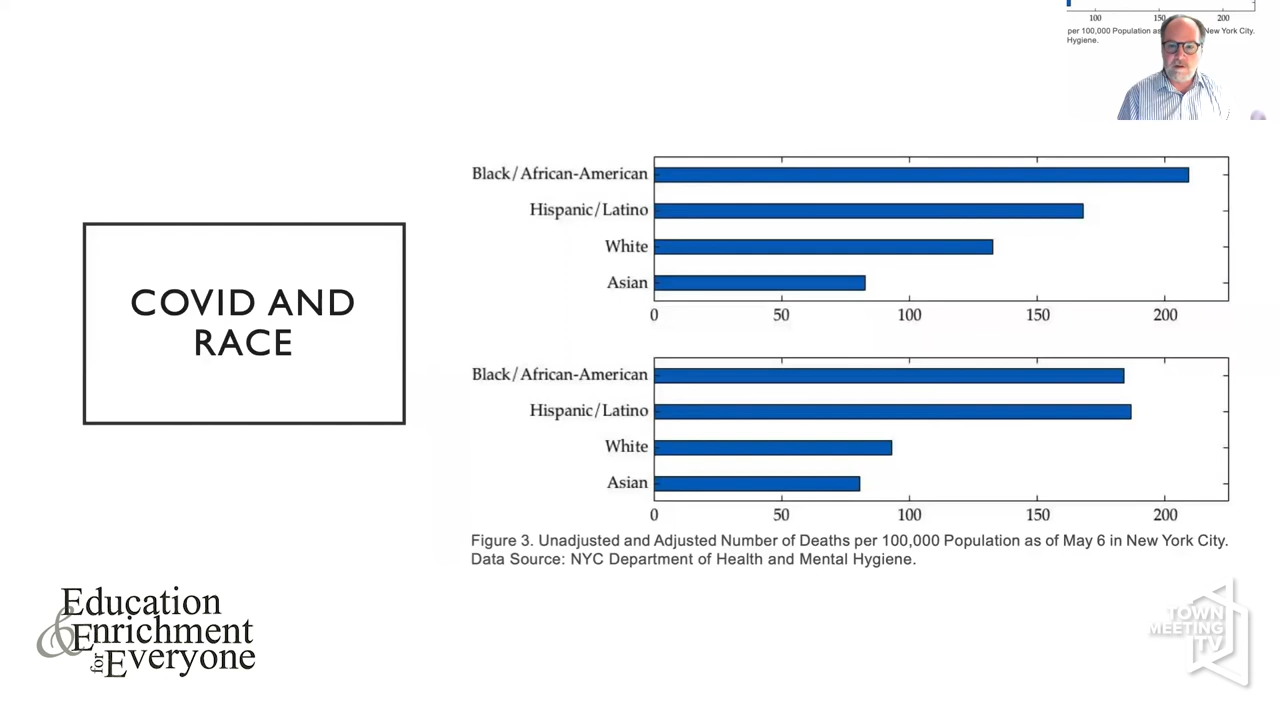 100 150 200
per 100,000 Population as New York City.
Hygiene.
COVID AND
RACE
Black/African-American
Hispanic/Latino
White
Asian
0 50 100 150 200
Black/African-American
Hispanic/Latino
White
Asian
0 50 100 150 200
Figure 3. Unadjusted and Adjusted Number of Deaths per 100,000 Population as of May 6 in New York City.
Data Source: NYC Department of Health and Mental Hygiene.
Education
& Enrichment
for Everyone
TOWN
MEETING
TV